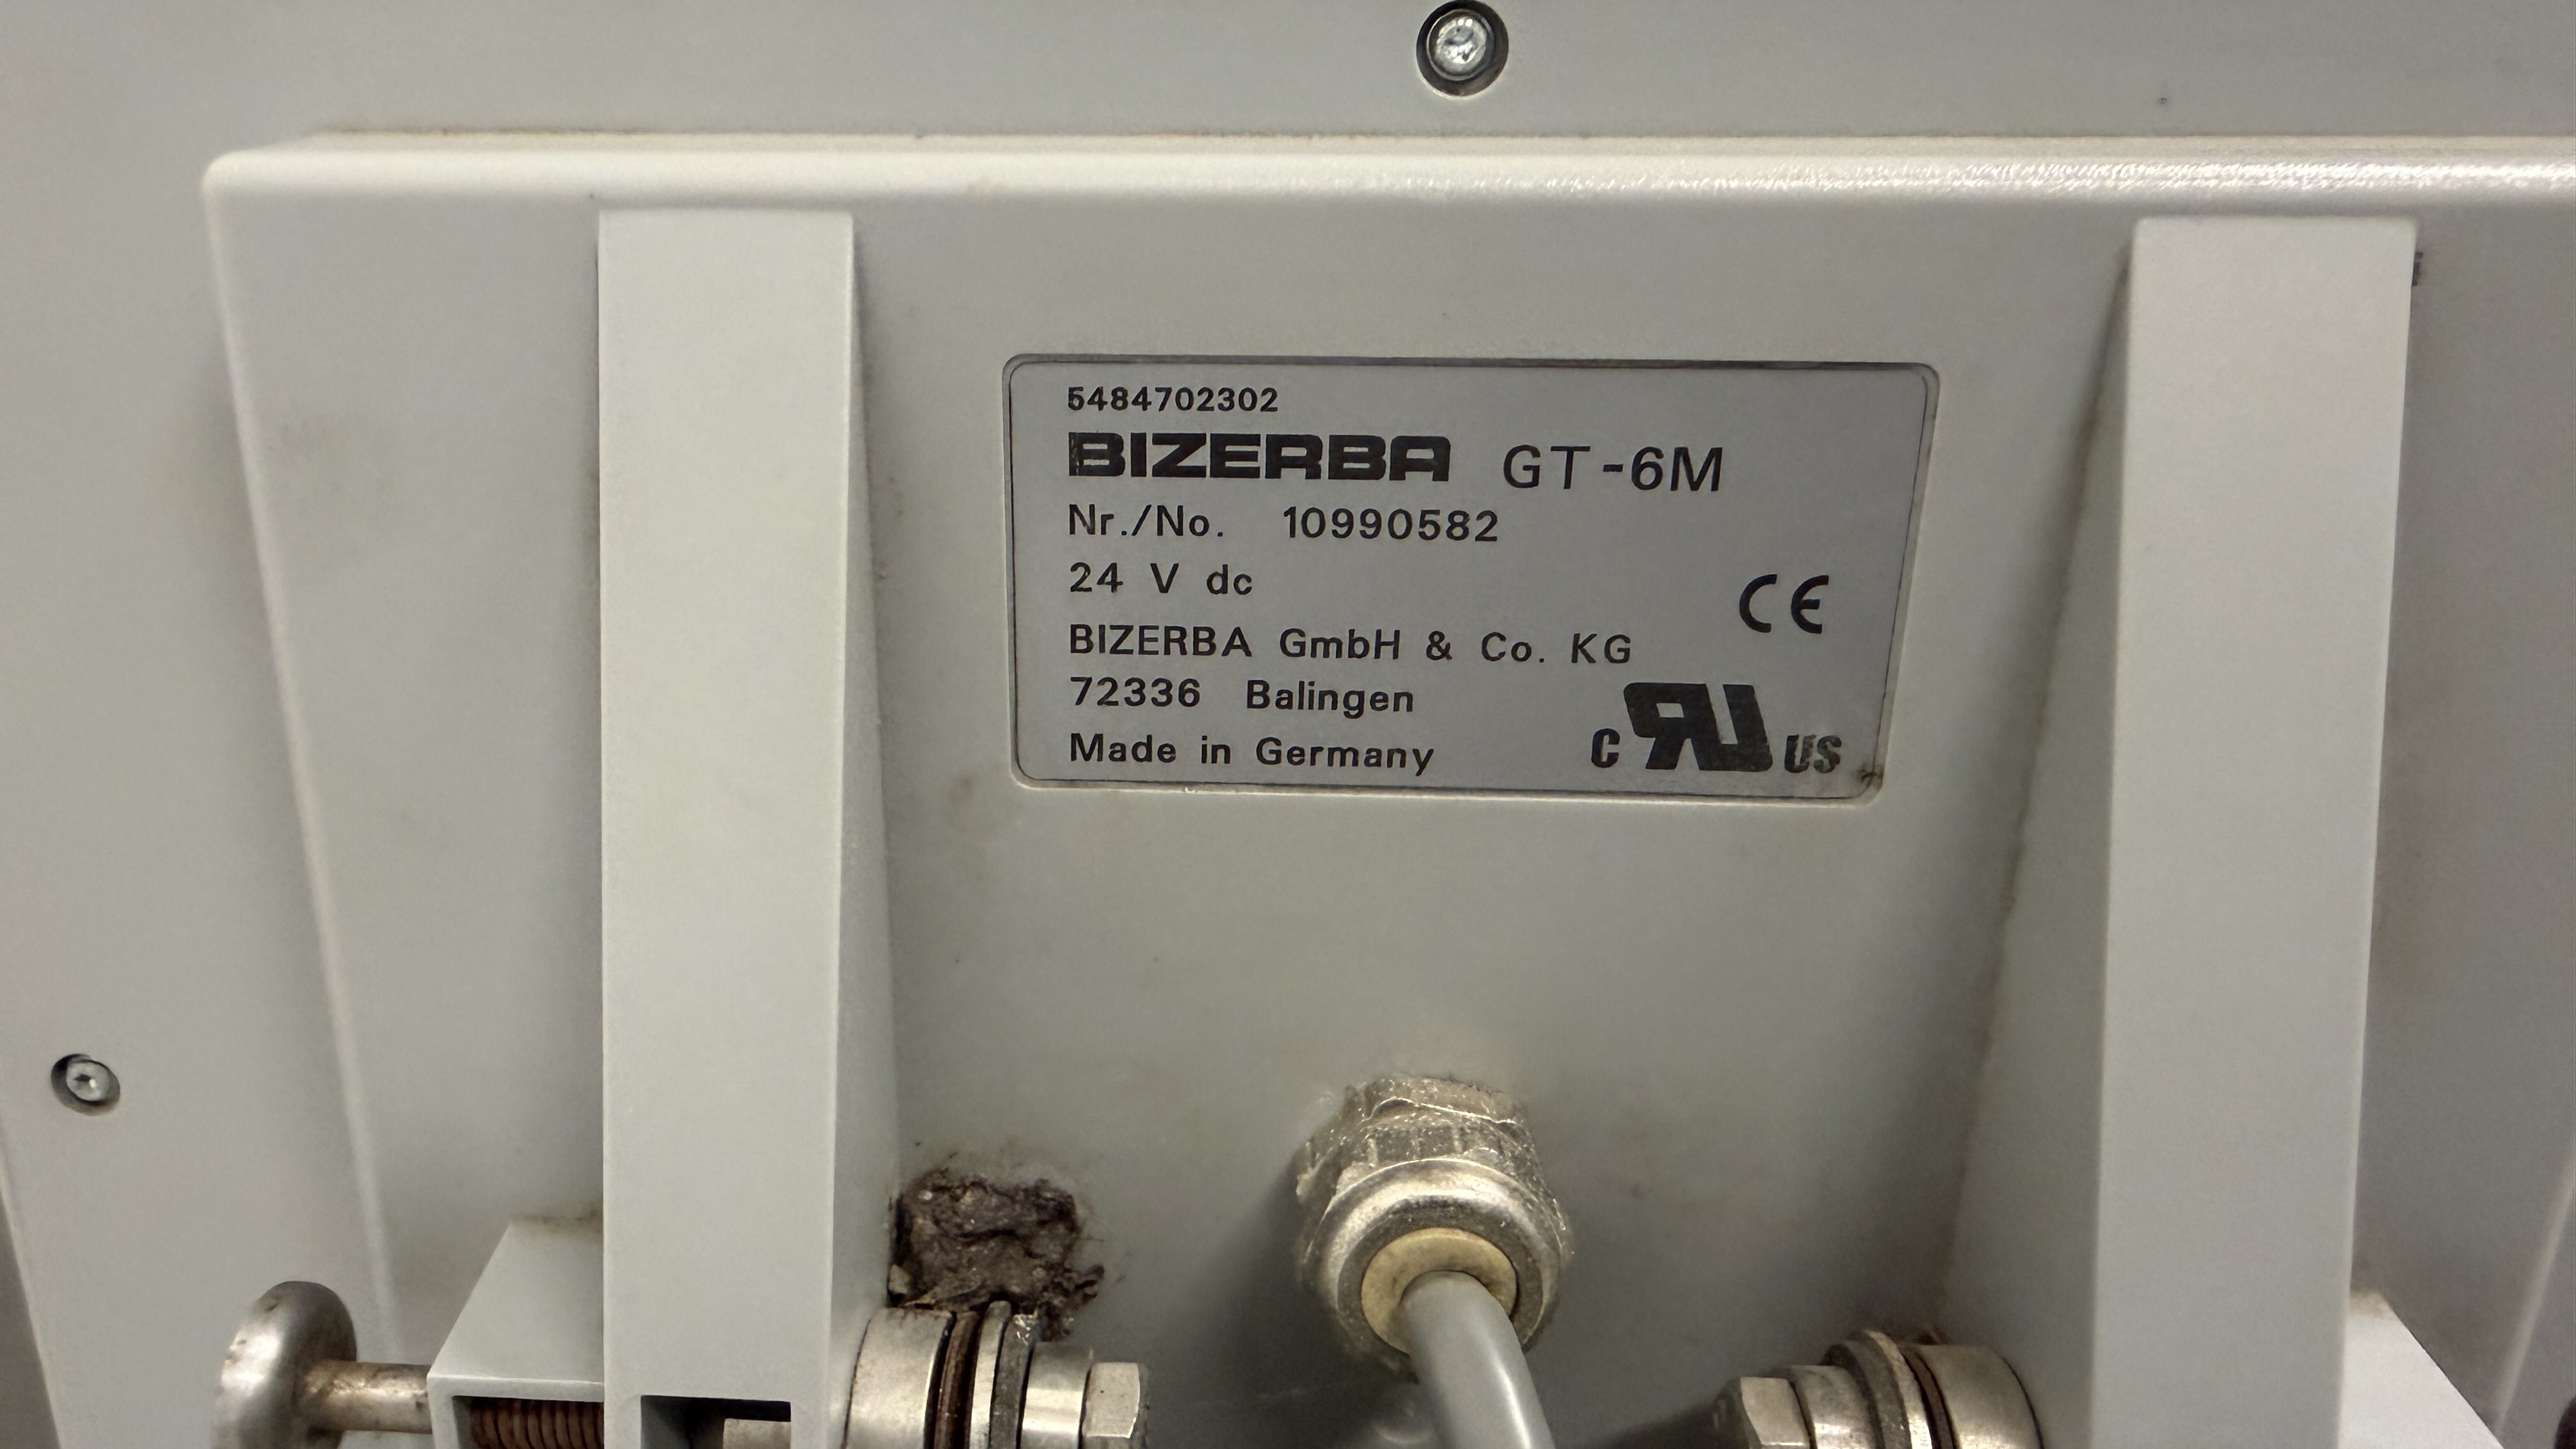 5484702302
BIZERBA GT-6M
Nr./No. 10990582
24 V dc
CE
BIZERBA GmbH & Co. KG
72336 Balingen
Made in Germany
C RU US